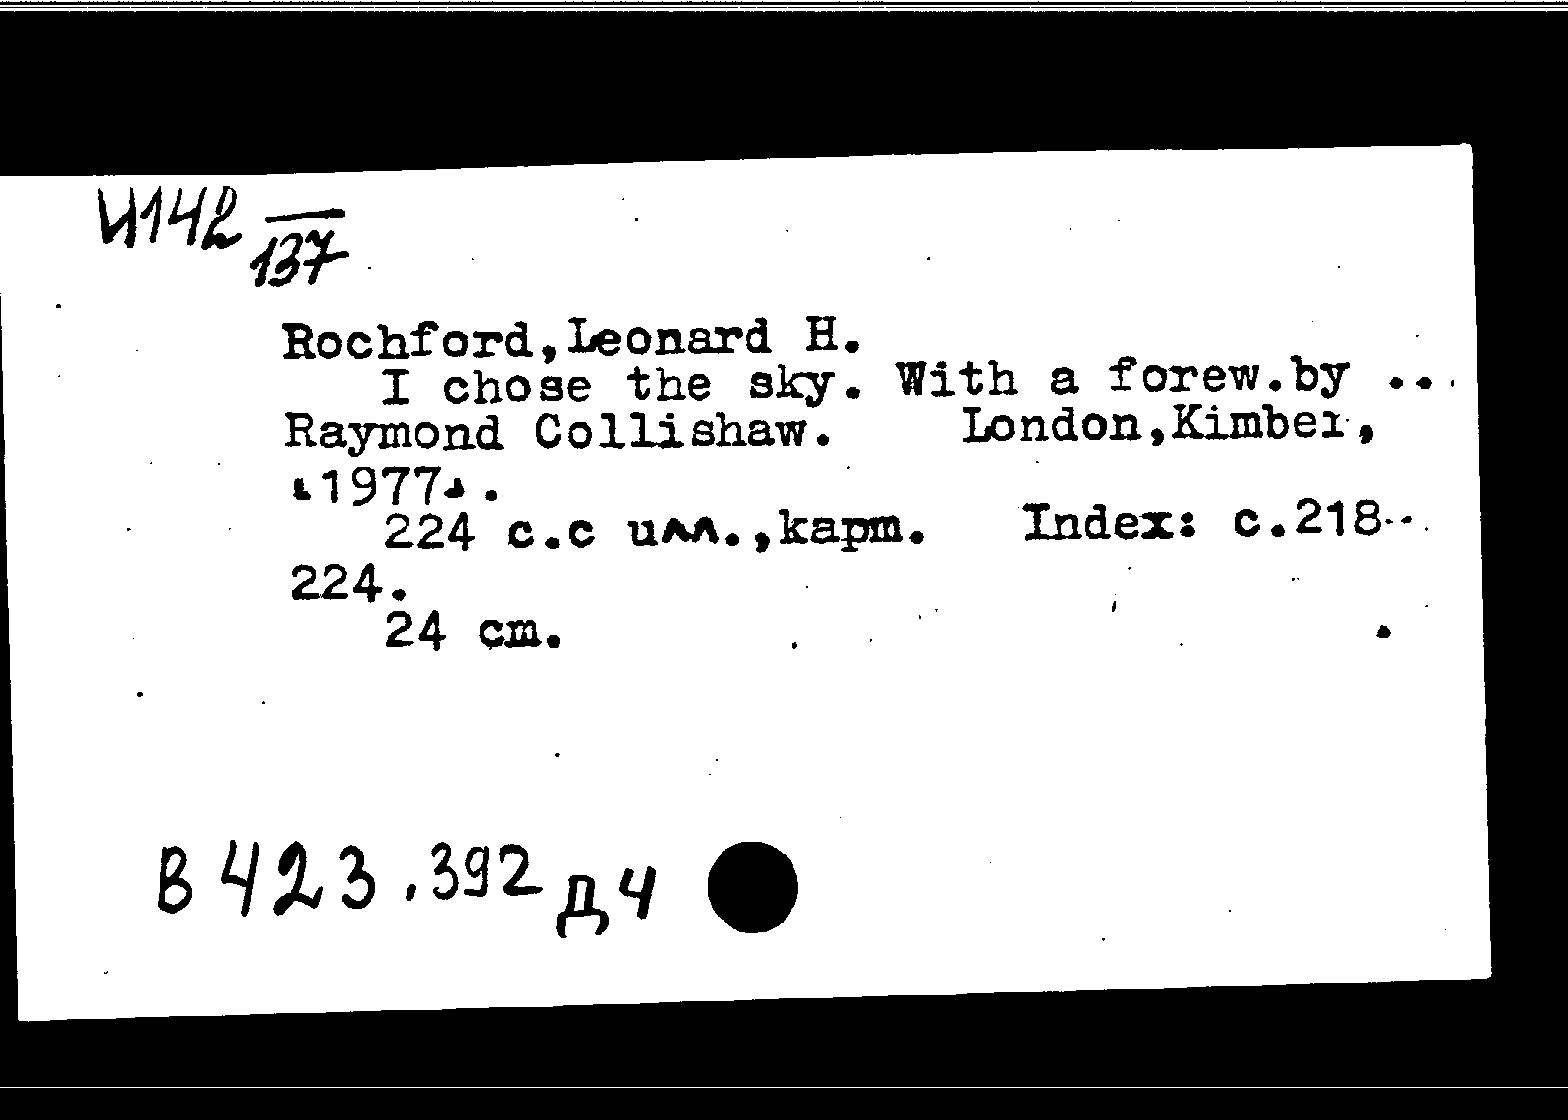 И142 —
137
Rochford,Leonard H.
I chose the sky. With a forew.by ...
Raymond Collishaw. London,Kimber,
[1977].
224 с.с илл.,карт. Index: с.218-
224.
24 cm.
В 423.392 Д4